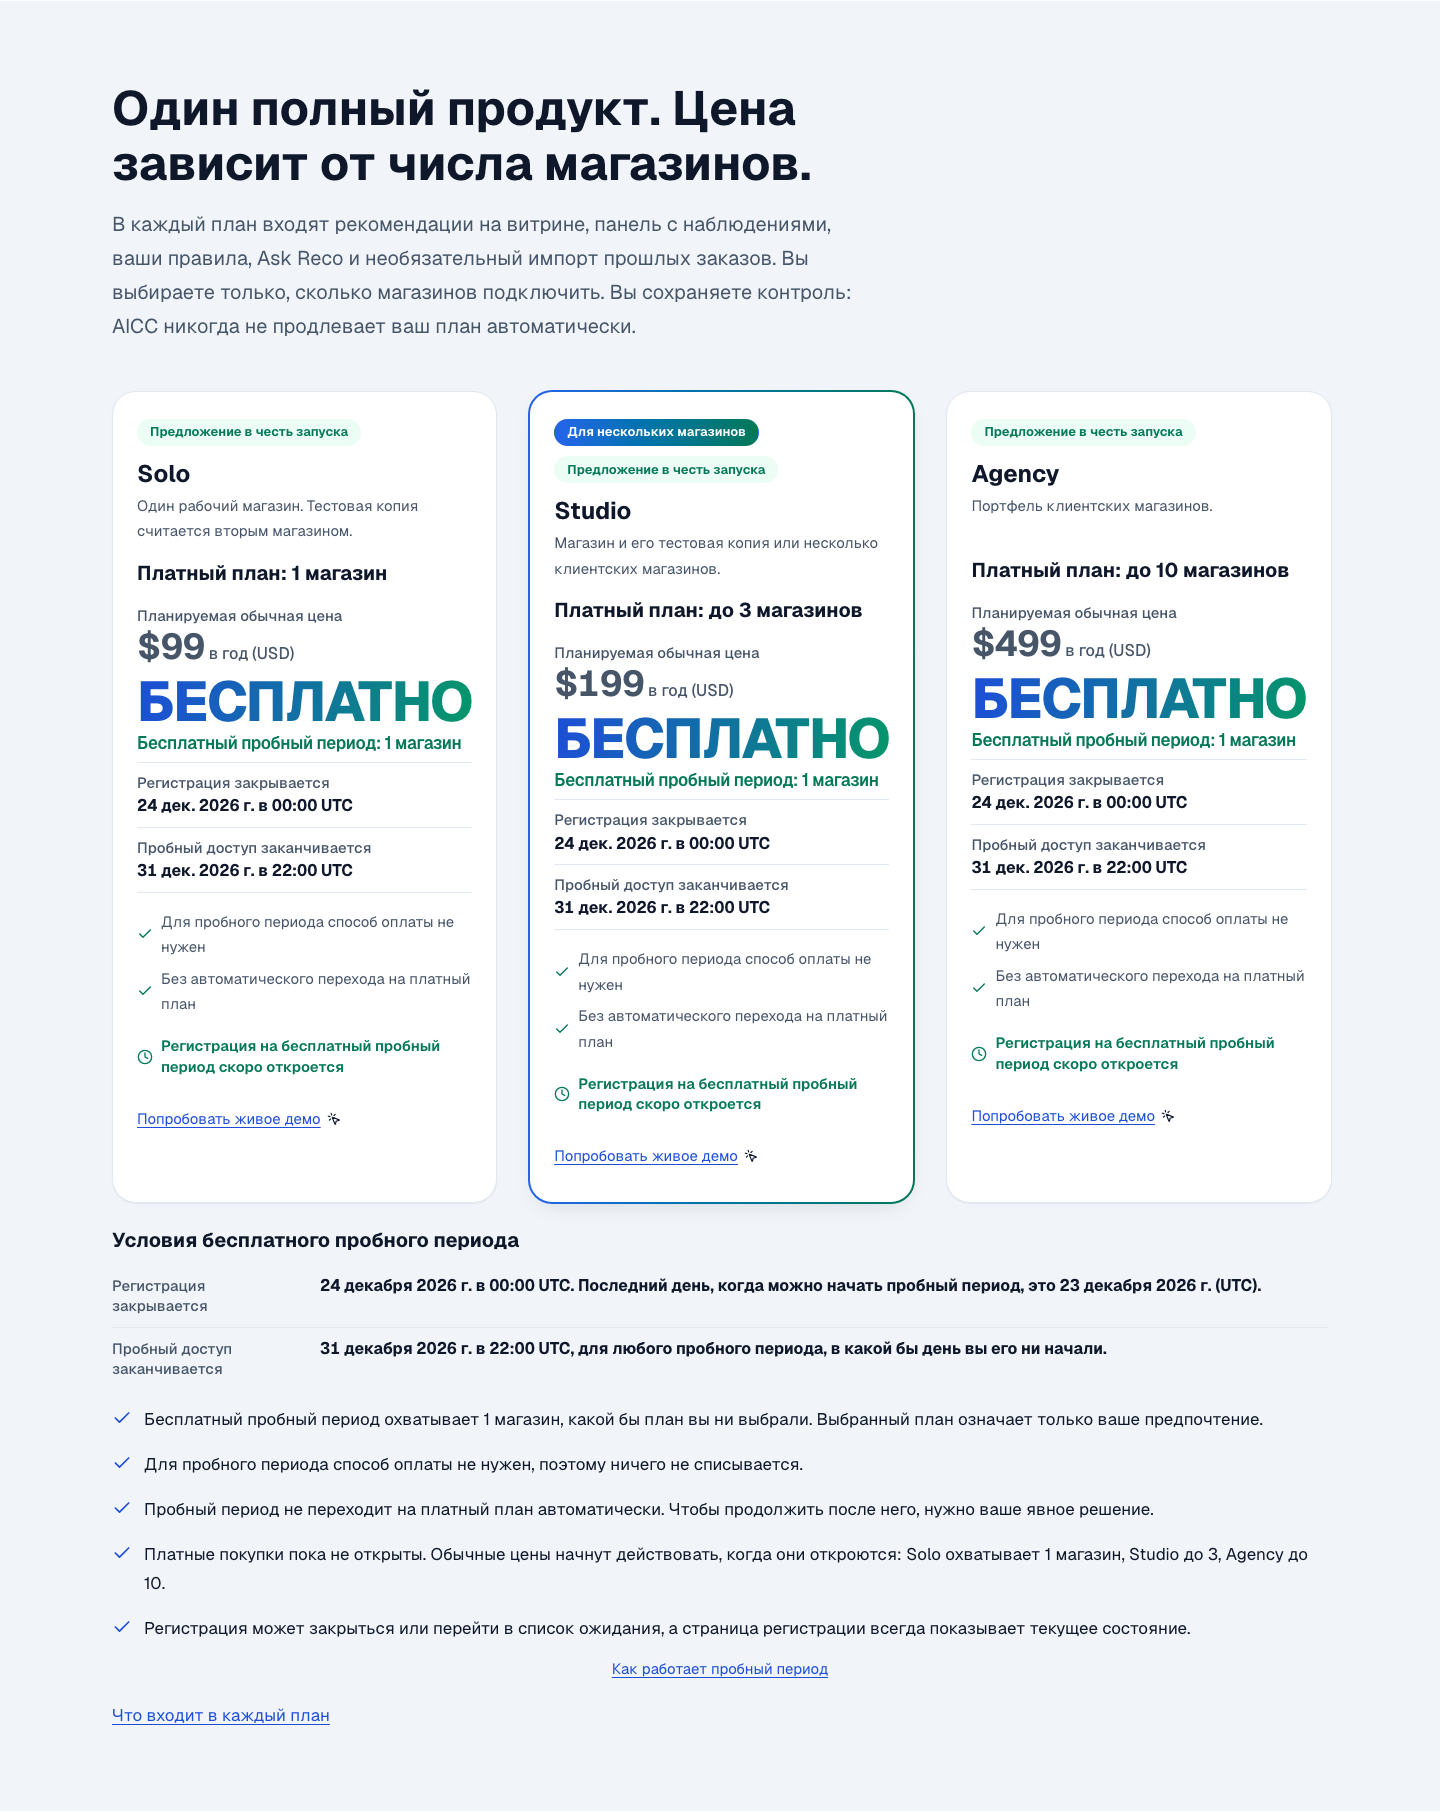 Один полный продукт. Цена
зависит от числа магазинов.
В каждый план входят рекомендации на витрине, панель с наблюдениями,
ваши правила, Ask Reco и необязательный импорт прошлых заказов. Вы
выбираете только, сколько магазинов подключить. Вы сохраняете контроль:
AICC никогда не продлевает ваш план автоматически.
Предложение в честь запуска
Solo
Один рабочий магазин. Тестовая копия
считается вторым магазином.
Платный план: 1 магазин
Планируемая обычная цена
$99 в год (USD)
БЕСПЛАТНО
Бесплатный пробный период: 1 магазин
Регистрация закрывается
24 дек. 2026 г. в 00:00 UTC
Пробный доступ заканчивается
31 дек. 2026 г. в 22:00 UTC
Для пробного периода способ оплаты не
нужен
Без автоматического перехода на платный
план
Регистрация на бесплатный пробный
период скоро откроется
Попробовать живое демо
Для нескольких магазинов
Предложение в честь запуска
Studio
Магазин и его тестовая копия или несколько
клиентских магазинов.
Платный план: до 3 магазинов
Планируемая обычная цена
$199 в год (USD)
БЕСПЛАТНО
Бесплатный пробный период: 1 магазин
Регистрация закрывается
24 дек. 2026 г. в 00:00 UTC
Пробный доступ заканчивается
31 дек. 2026 г. в 22:00 UTC
Для пробного периода способ оплаты не
нужен
Без автоматического перехода на платный
план
Регистрация на бесплатный пробный
период скоро откроется
Попробовать живое демо
Предложение в честь запуска
Agency
Портфель клиентских магазинов.
Платный план: до 10 магазинов
Планируемая обычная цена
$499 в год (USD)
БЕСПЛАТНО
Бесплатный пробный период: 1 магазин
Регистрация закрывается
24 дек. 2026 г. в 00:00 UTC
Пробный доступ заканчивается
31 дек. 2026 г. в 22:00 UTC
Для пробного периода способ оплаты не
нужен
Без автоматического перехода на платный
план
Регистрация на бесплатный пробный
период скоро откроется
Попробовать живое демо
Условия бесплатного пробного периода
Регистрация
закрывается
24 декабря 2026 г. в 00:00 UTC. Последний день, когда можно начать пробный период, это 23 декабря 2026 г. (UTC).
Пробный доступ
заканчивается
31 декабря 2026 г. в 22:00 UTC, для любого пробного периода, в какой бы день вы его ни начали.
Бесплатный пробный период охватывает 1 магазин, какой бы план вы ни выбрали. Выбранный план означает только ваше предпочтение.
Для пробного периода способ оплаты не нужен, поэтому ничего не списывается.
Пробный период не переходит на платный план автоматически. Чтобы продолжить после него, нужно ваше явное решение.
Платные покупки пока не открыты. Обычные цены начнут действовать, когда они откроются: Solo охватывает 1 магазин, Studio до 3, Agency до
10.
Регистрация может закрыться или перейти в список ожидания, а страница регистрации всегда показывает текущее состояние.
Как работает пробный период
Что входит в каждый план